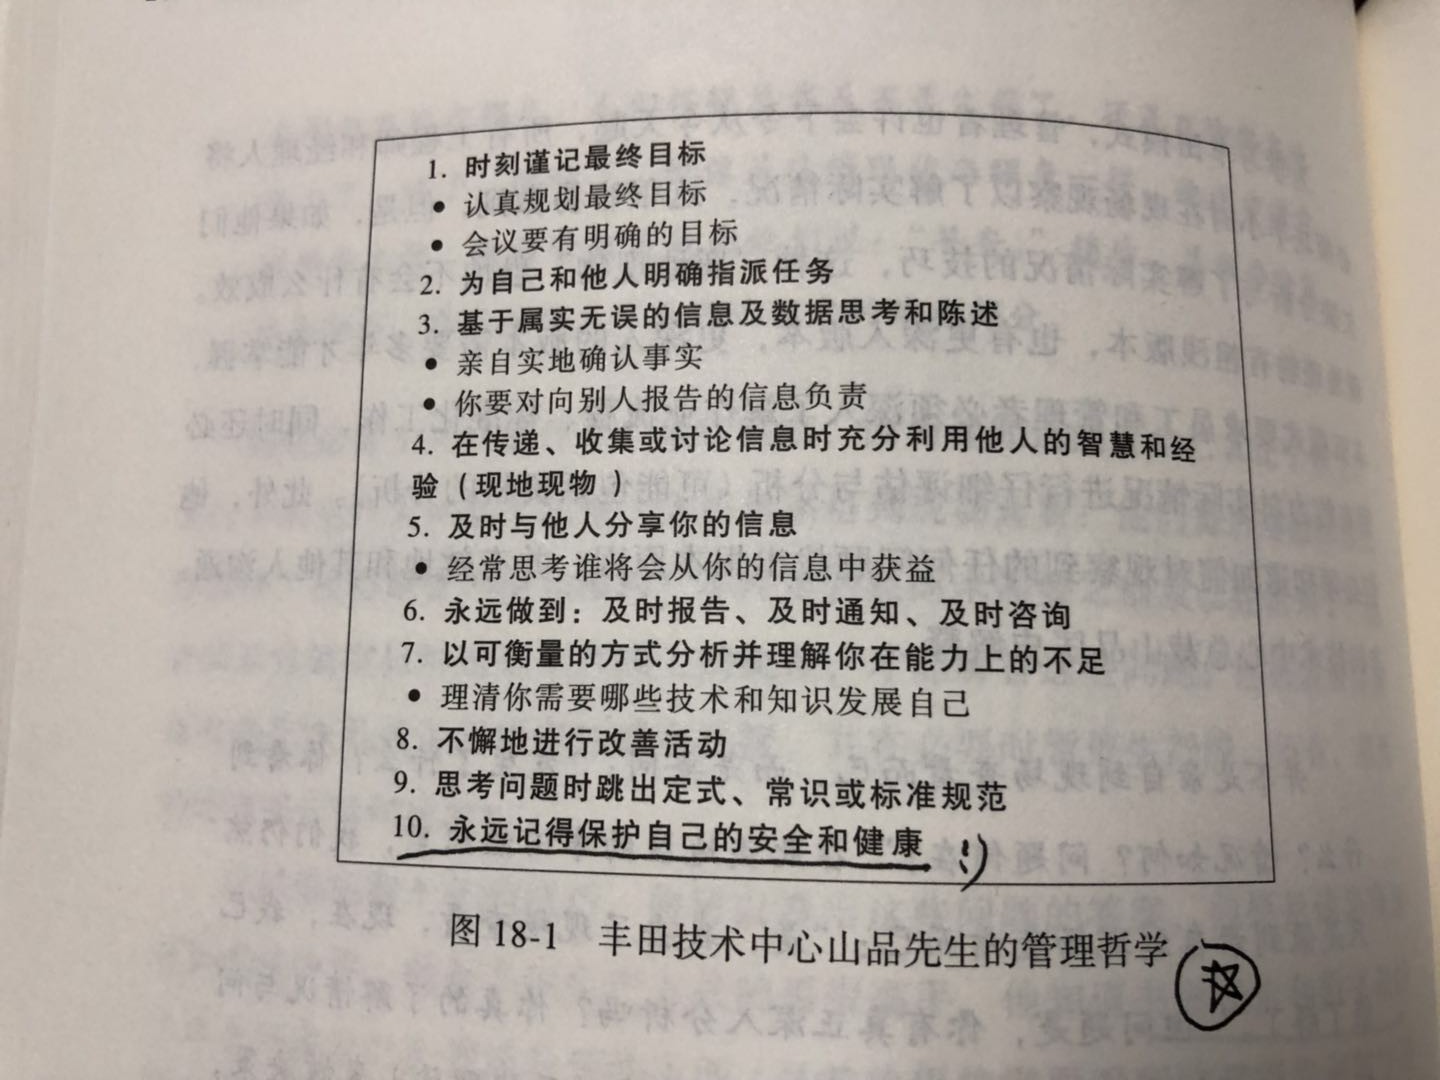 1. 时刻谨记最终目标
• 认真规划最终目标
• 会议要有明确的目标
2. 为自己和他人明确指派任务
3. 基于属实无误的信息及数据思考和陈述
• 亲自实地确认事实
• 你要对向别人报告的信息负责
4. 在传递、收集或讨论信息时充分利用他人的智慧和经
验（现地现物）
5. 及时与他人分享你的信息
• 经常思考谁将会从你的信息中获益
6. 永远做到：及时报告、及时通知、及时咨询
7. 以可衡量的方式分析并理解你在能力上的不足
• 理清你需要哪些技术和知识发展自己
8. 不懈地进行改善活动
9. 思考问题时跳出定式、常识或标准规范
10. 永远记得保护自己的安全和健康 :)
图 18-1 丰田技术中心山品先生的管理哲学